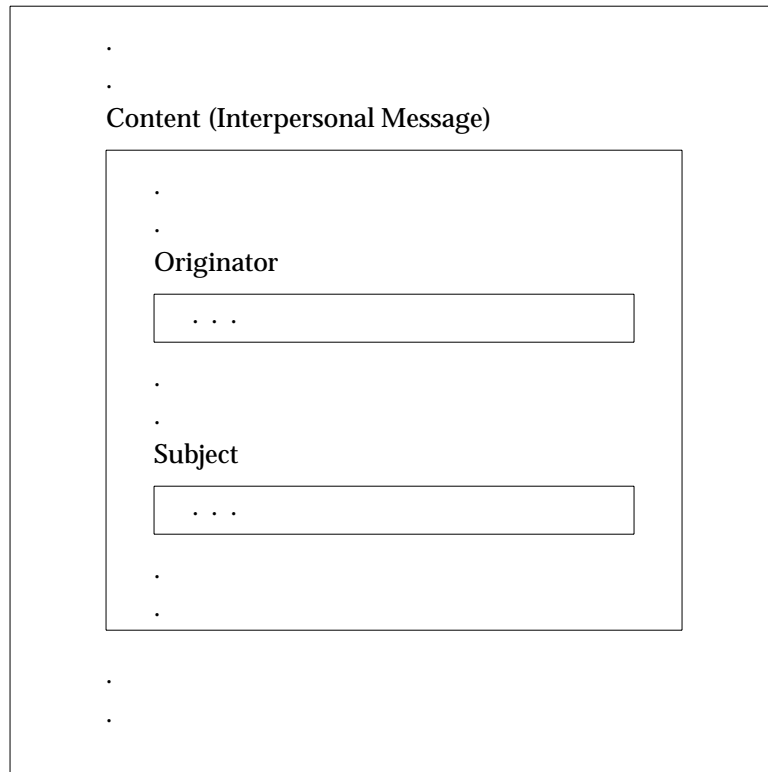 .
.
Content (Interpersonal Message)
.
.
Originator
. . .
.
.
Subject
. . .
.
.
.
.